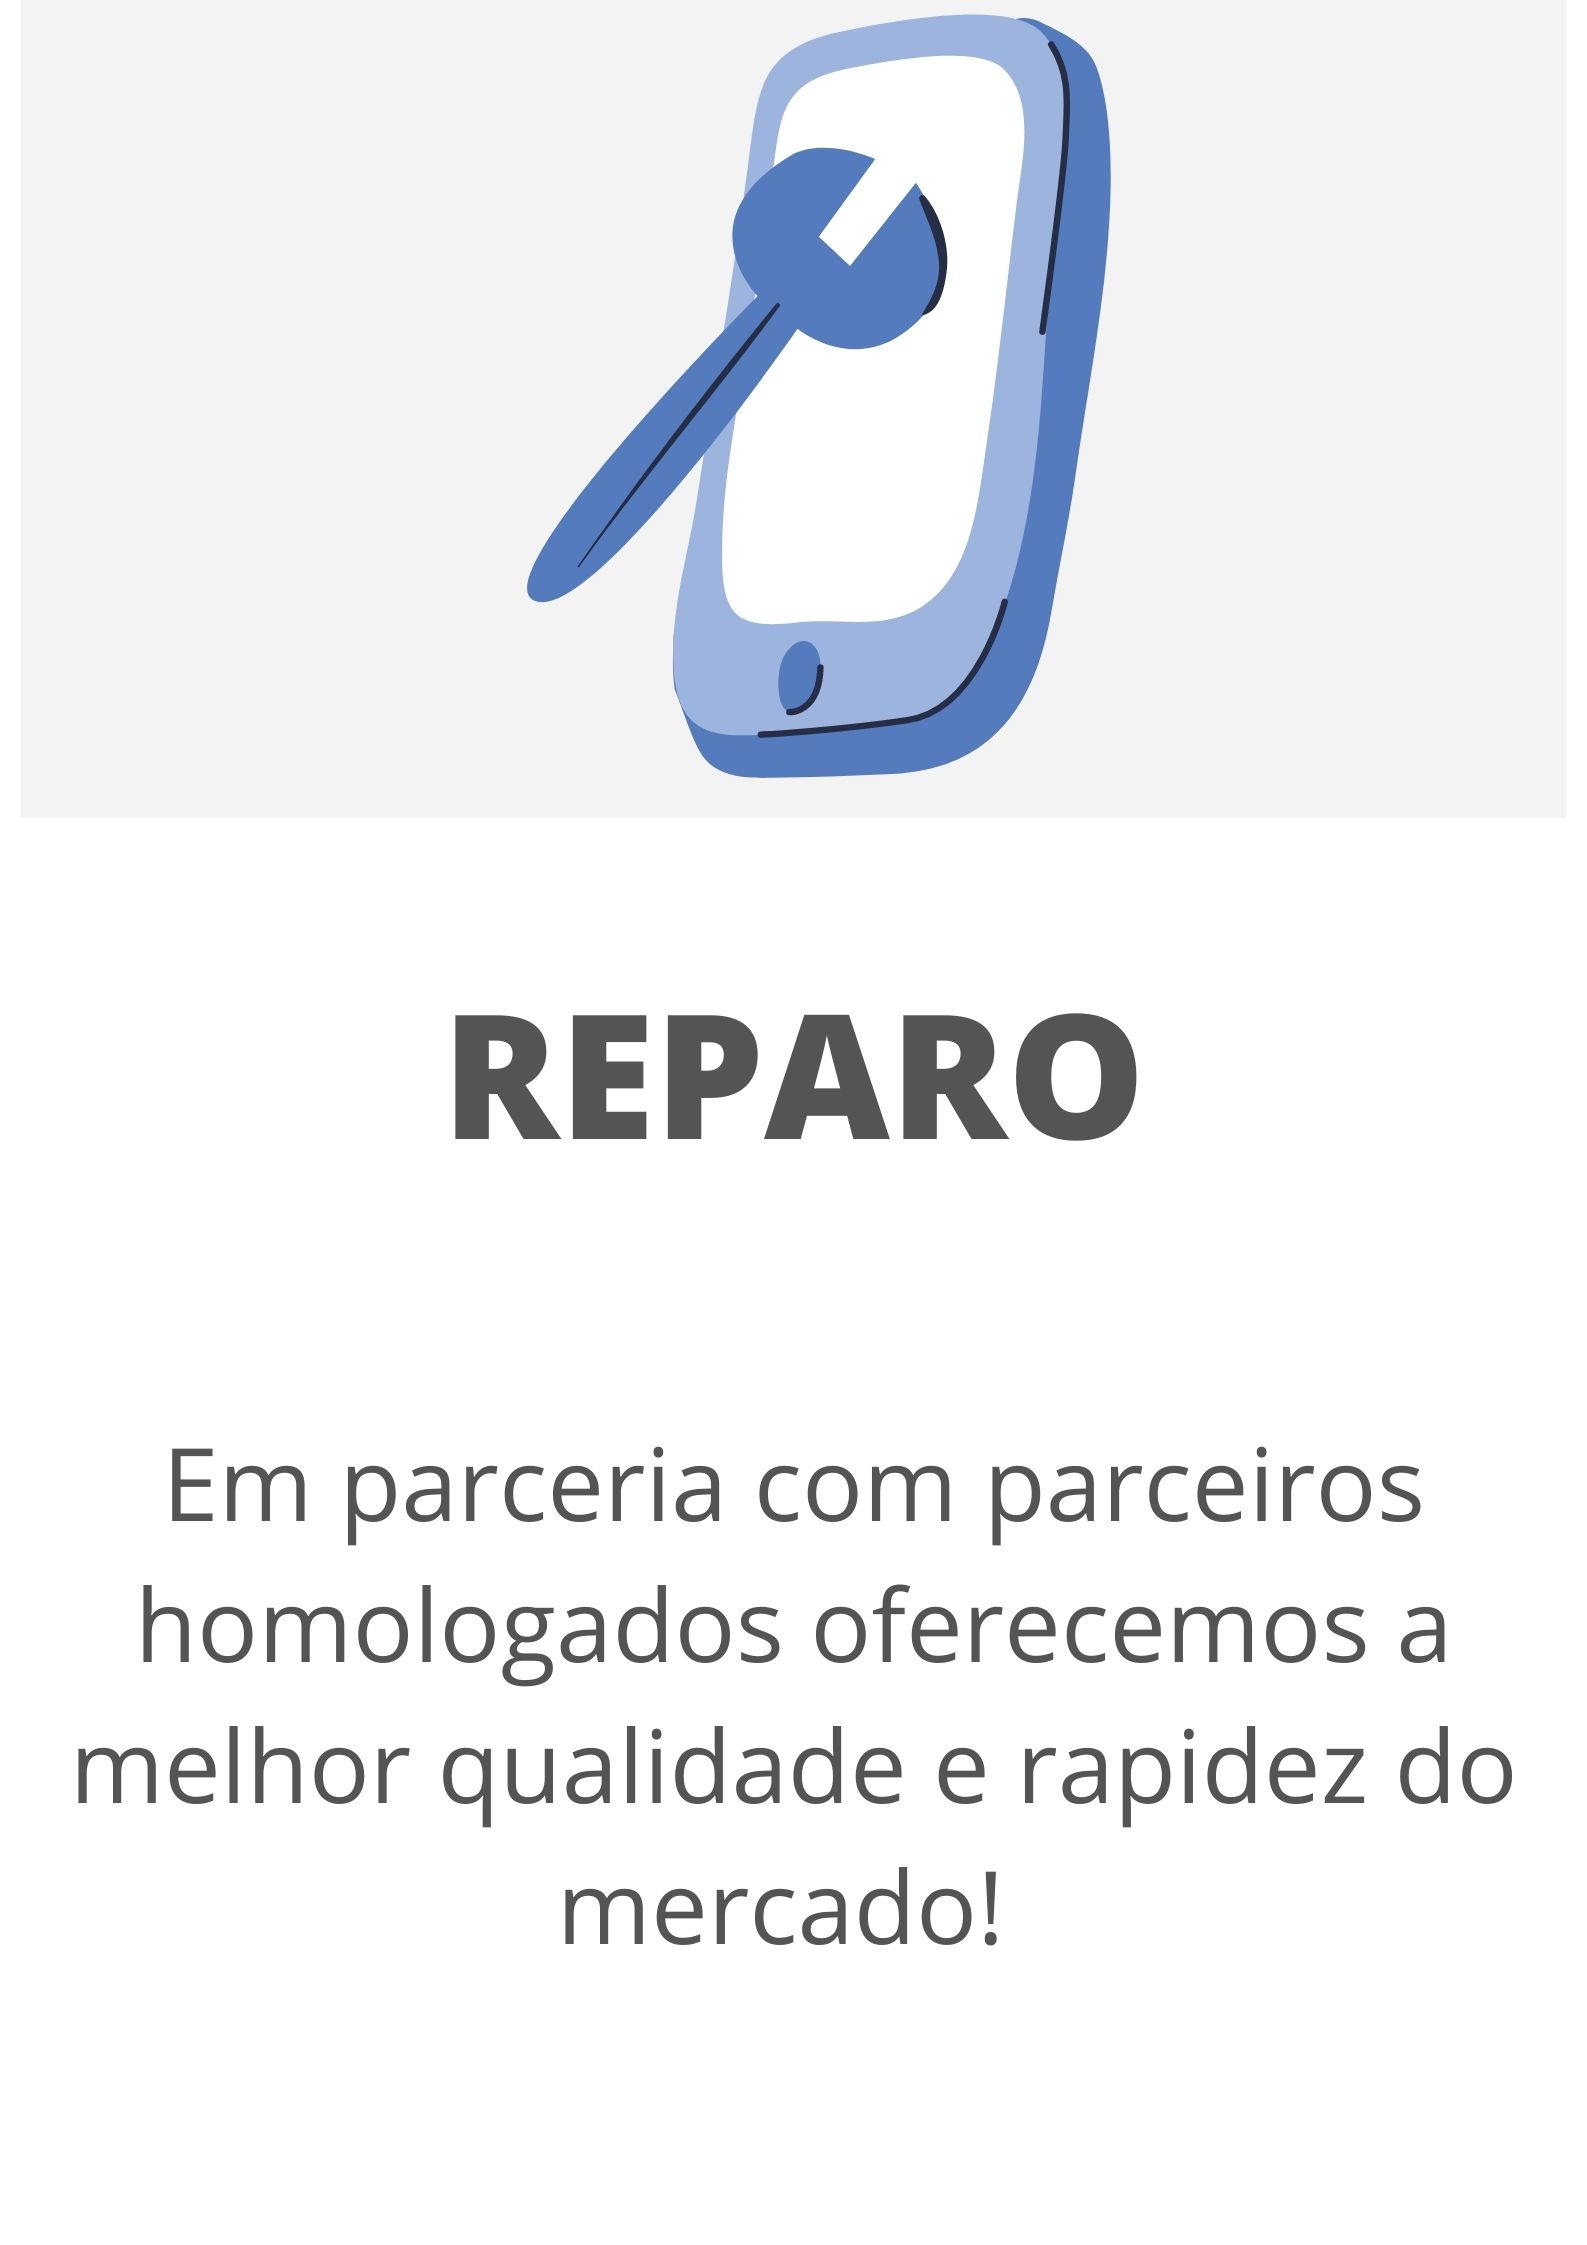 REPARO
Em parceria com parceiros
homologados oferecemos a
melhor qualidade e rapidez do
mercado!